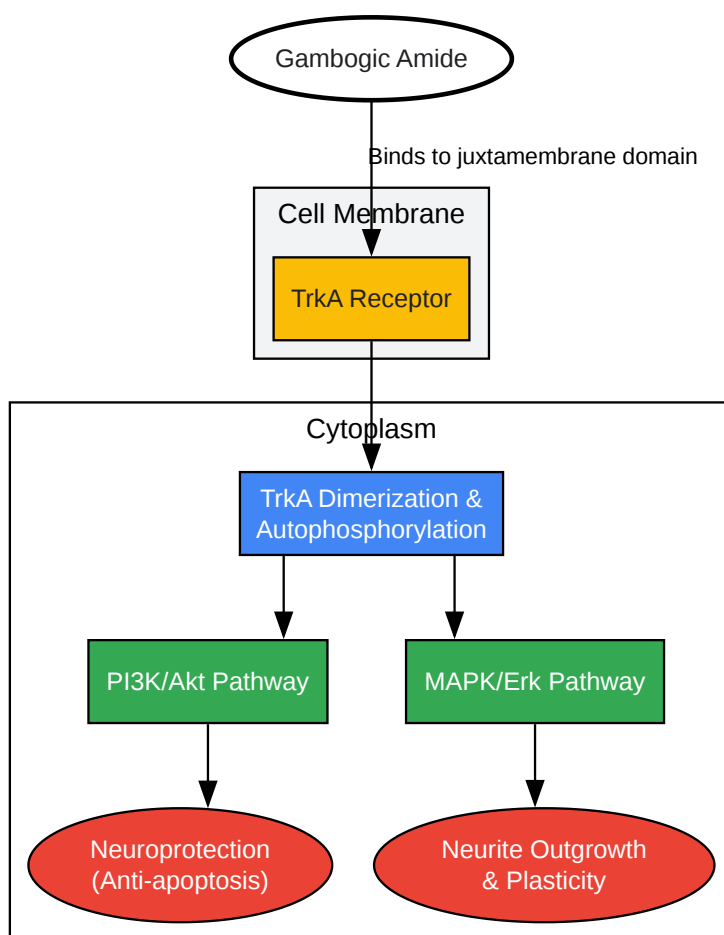 Gambogic Amide
Binds to juxtamembrane domain
Cell Membrane
TrkA Receptor
Cytoplasm
TrkA Dimerization &
Autophosphorylation
PI3K/Akt Pathway
MAPK/Erk Pathway
Neuroprotection
(Anti-apoptosis)
Neurite Outgrowth
& Plasticity